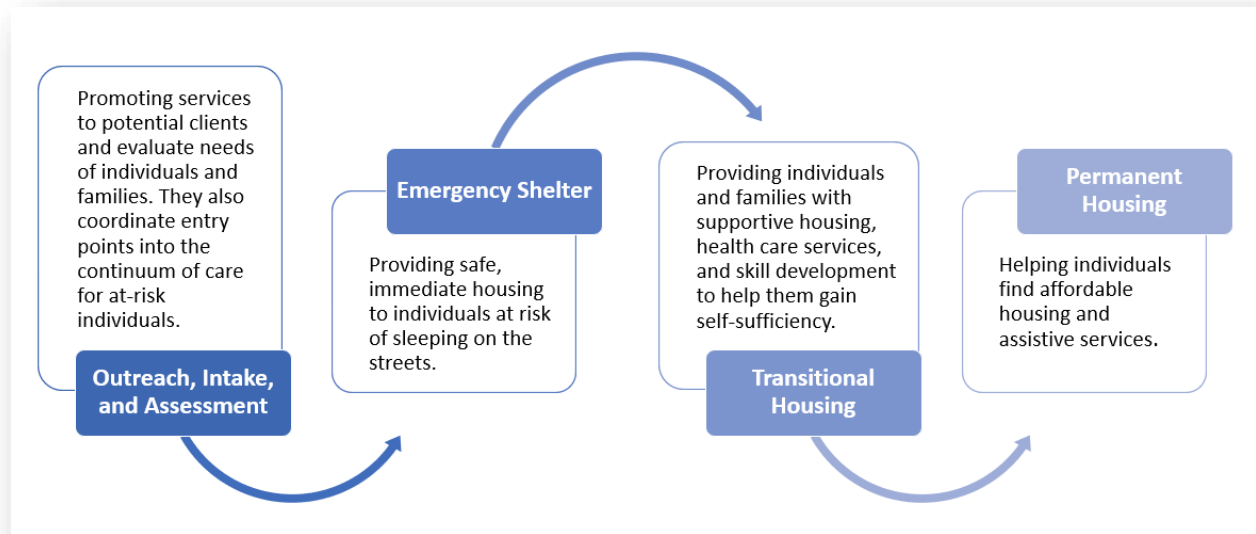 Promoting services
to potential clients
and evaluate needs
of individuals and
families. They also
coordinate entry
points into the
continuum of care
for at-risk
individuals.
Outreach, Intake,
and Assessment
Emergency Shelter
Providing safe,
immediate housing
to individuals at risk
of sleeping on the
streets.
Providing individuals
and families with
supportive housing,
health care services,
and skill development
to help them gain
self-sufficiency.
Transitional
Housing
Permanent
Housing
Helping individuals
find affordable
housing and
assistive services.